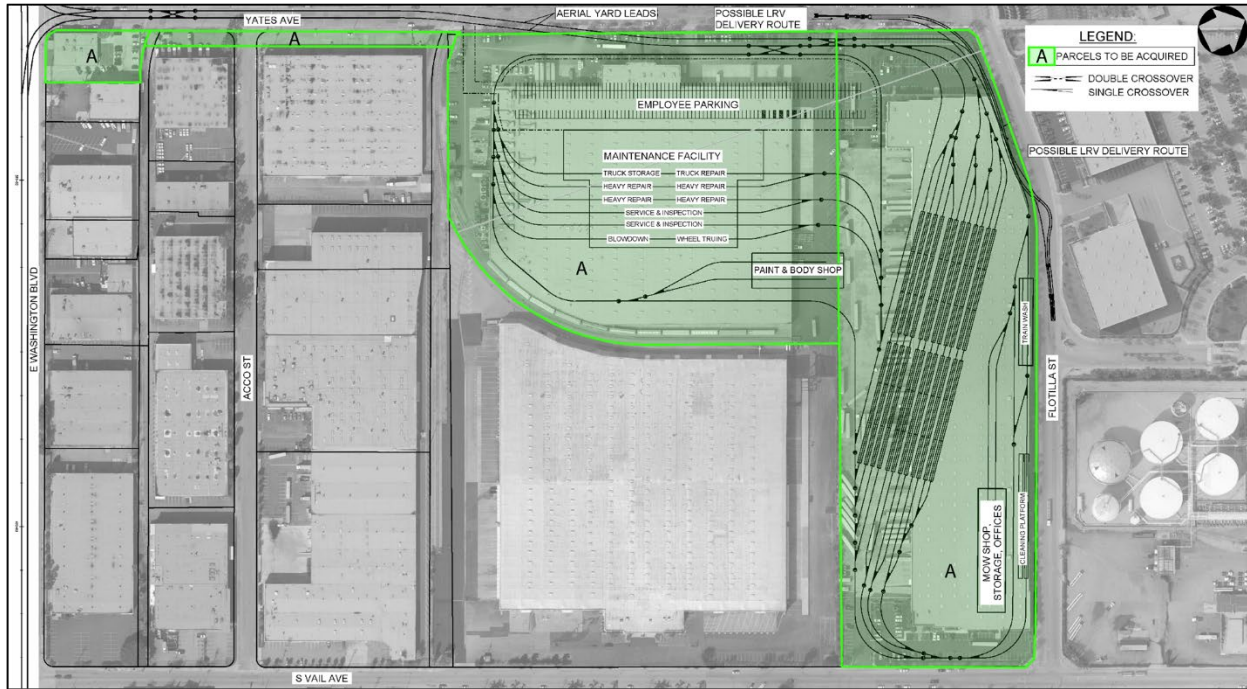 YATES AVE
AERIAL YARD LEADS
POSSIBLE LRV
DELIVERY ROUTE
LEGEND:
A PARCELS TO BE ACQUIRED
DOUBLE CROSSOVER
SINGLE CROSSOVER
A
A
EMPLOYEE PARKING
MAINTENANCE FACILITY
TRUCK STORAGE TRUCK REPAIR
HEAVY REPAIR HEAVY REPAIR
HEAVY REPAIR HEAVY REPAIR
SERVICE & INSPECTION
SERVICE & INSPECTION
BLOWDOWN WHEEL TRUING
A
PAINT & BODY SHOP
POSSIBLE LRV DELIVERY ROUTE
E WASHINGTON BLVD
ACCO ST
TRAIN WASH
FLOTILLA ST
CLEANING PLATFORM
MOW SHOP,
STORAGE, OFFICES
A
S VAIL AVE